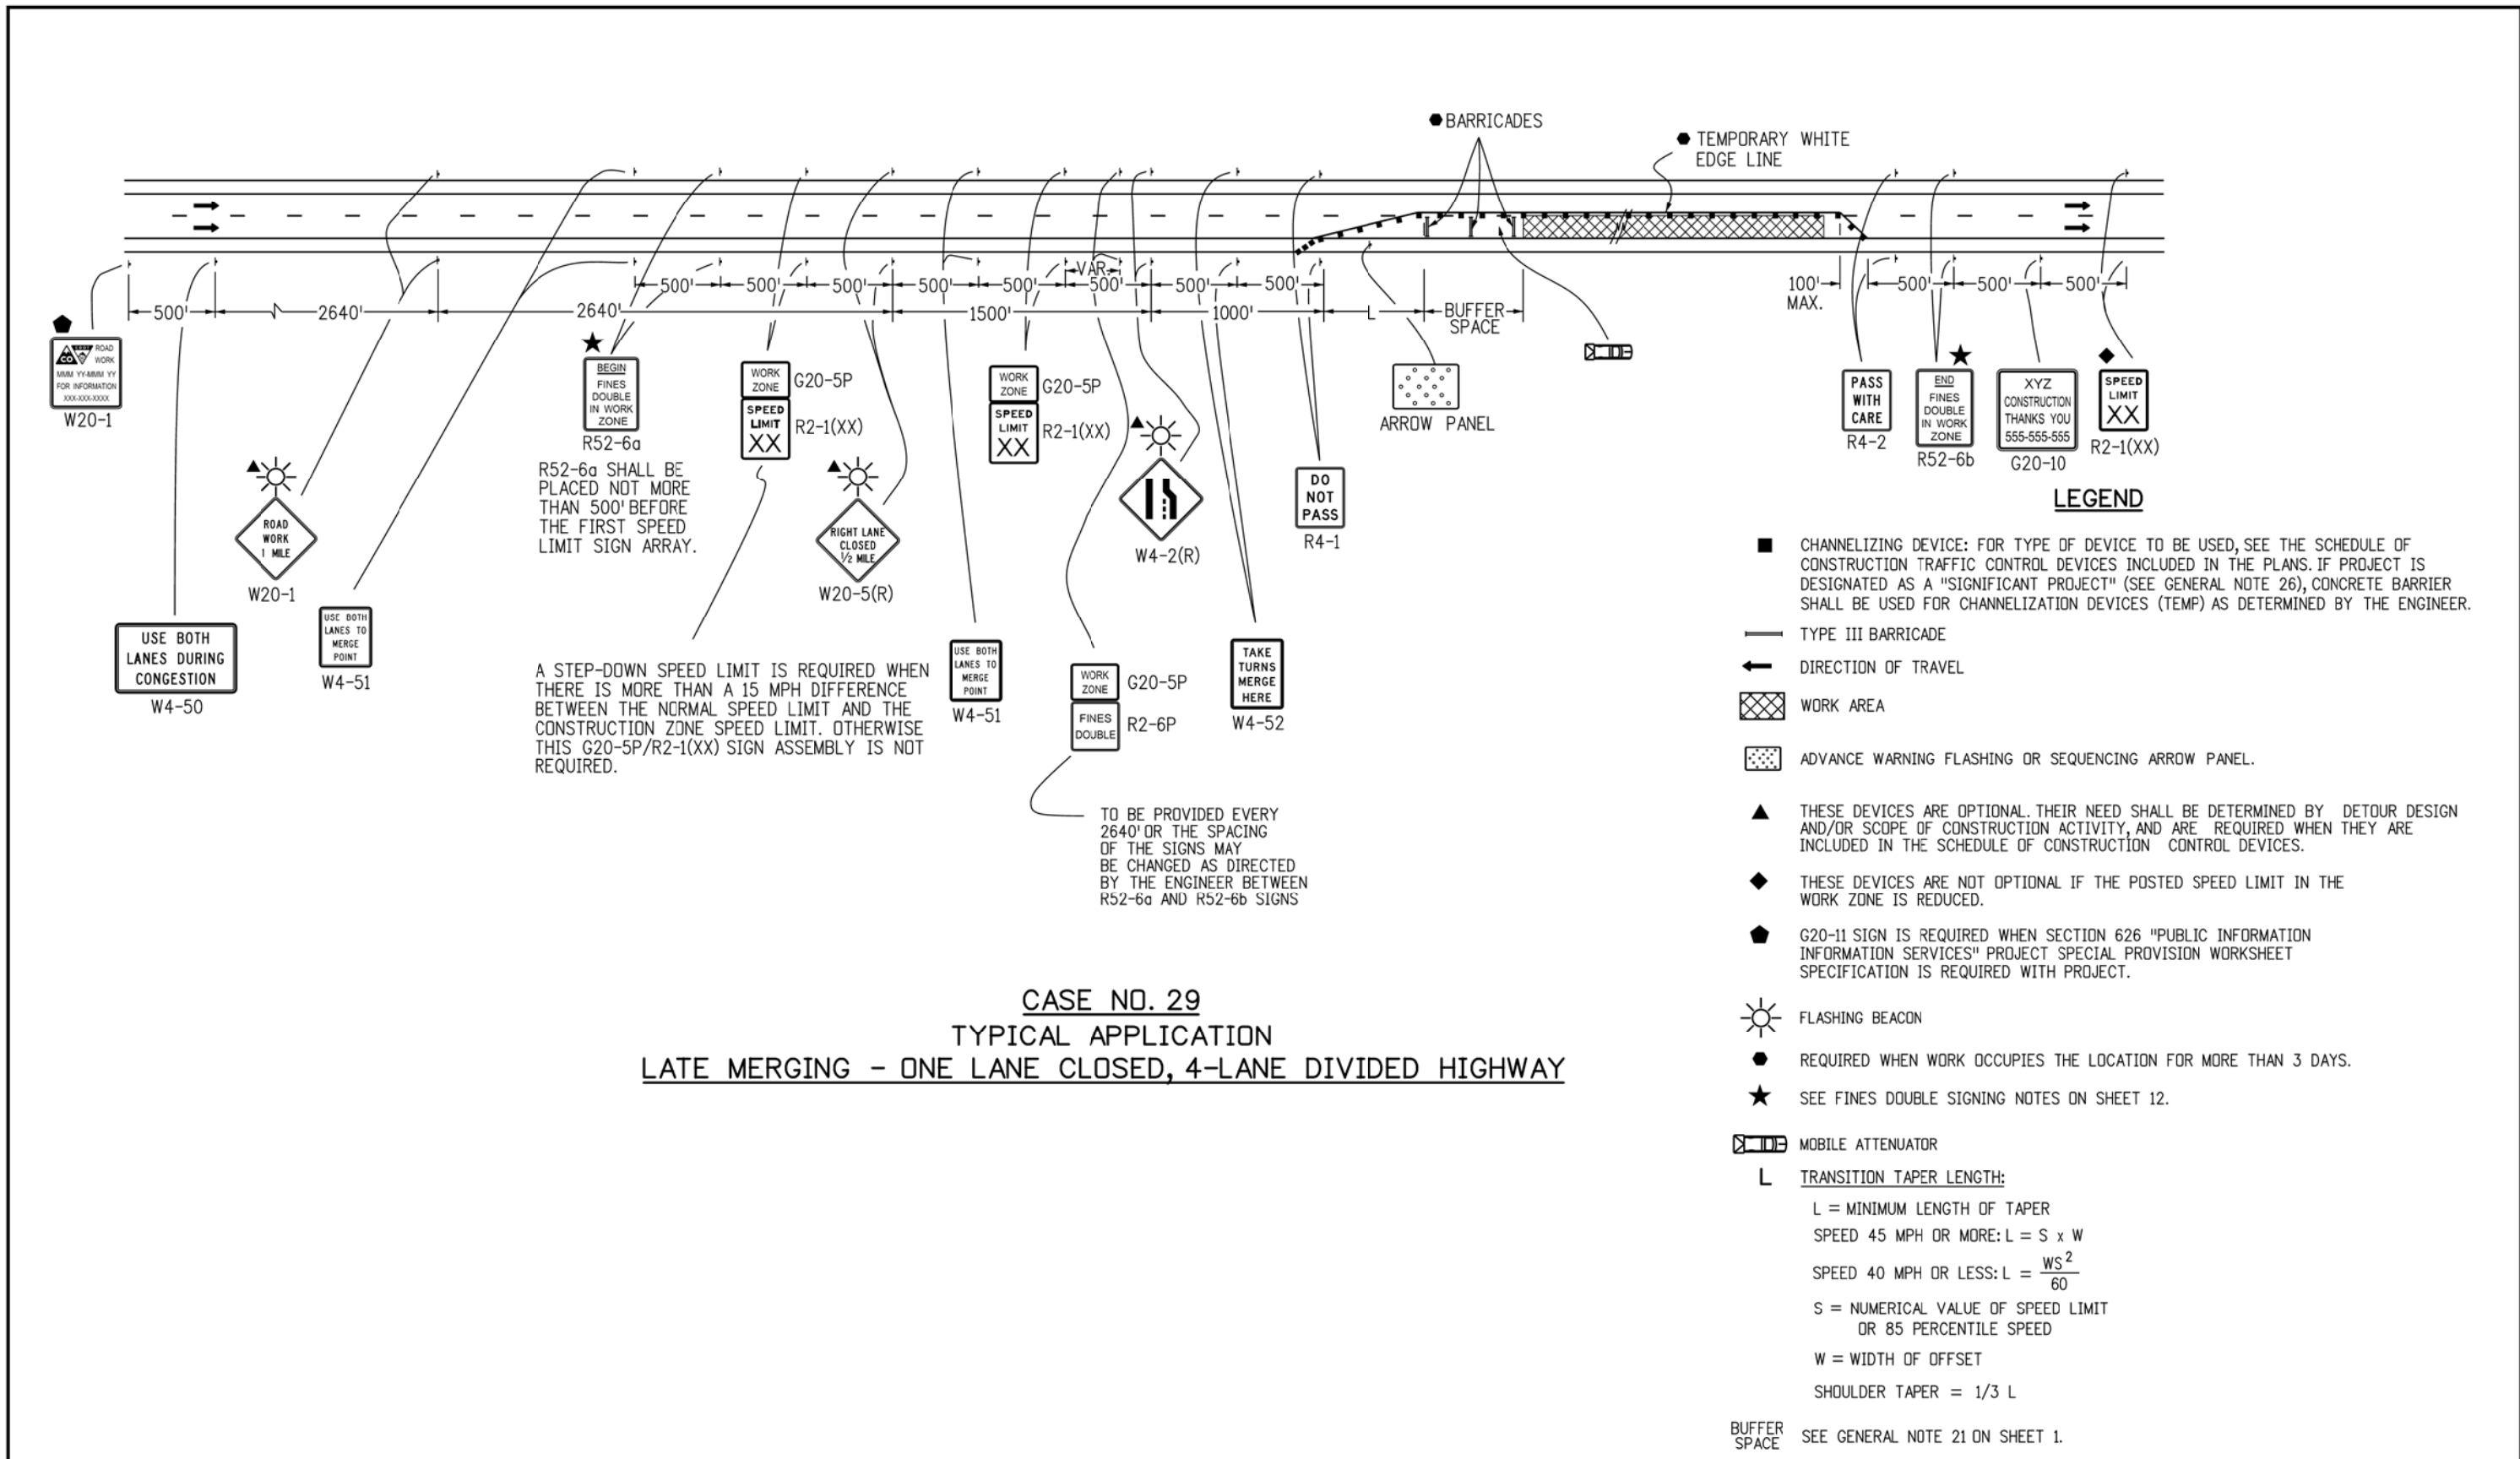 BARRICADES
TEMPORARY WHITE
EDGE LINE
500'
2640'
2640'
500'
500'
500'
500'
500'
VAR.
500'
500'
500'
1500'
1000'
L
BUFFER
SPACE
100'
MAX.
500'
500'
500'
CO
CDOT
ROAD
WORK
MMM YY-MMM YY
FOR INFORMATION
XXX-XXX-XXXX
W20-1
USE BOTH
LANES DURING
CONGESTION
W4-50
ROAD
WORK
1 MILE
W20-1
USE BOTH
LANES TO
MERGE
POINT
W4-51
BEGIN
FINES
DOUBLE
IN WORK
ZONE
R52-6a
R52-6a SHALL BE
PLACED NOT MORE
THAN 500' BEFORE
THE FIRST SPEED
LIMIT SIGN ARRAY.
WORK
ZONE
G20-5P
SPEED
LIMIT
XX
R2-1(XX)
A STEP-DOWN SPEED LIMIT IS REQUIRED WHEN
THERE IS MORE THAN A 15 MPH DIFFERENCE
BETWEEN THE NORMAL SPEED LIMIT AND THE
CONSTRUCTION ZONE SPEED LIMIT. OTHERWISE
THIS G20-5P/R2-1(XX) SIGN ASSEMBLY IS NOT
REQUIRED.
RIGHT LANE
CLOSED
½ MILE
W20-5(R)
USE BOTH
LANES TO
MERGE
POINT
W4-51
WORK
ZONE
G20-5P
SPEED
LIMIT
XX
R2-1(XX)
WORK
ZONE
G20-5P
FINES
DOUBLE
R2-6P
TO BE PROVIDED EVERY
2640' OR THE SPACING
OF THE SIGNS MAY
BE CHANGED AS DIRECTED
BY THE ENGINEER BETWEEN
R52-6a AND R52-6b SIGNS
W4-2(R)
TAKE
TURNS
MERGE
HERE
W4-52
DO
NOT
PASS
R4-1
ARROW PANEL
PASS
WITH
CARE
R4-2
END
FINES
DOUBLE
IN WORK
ZONE
R52-6b
XYZ
CONSTRUCTION
THANKS YOU
555-555-555
G20-10
SPEED
LIMIT
XX
R2-1(XX)
LEGEND
CHANNELIZING DEVICE: FOR TYPE OF DEVICE TO BE USED, SEE THE SCHEDULE OF
CONSTRUCTION TRAFFIC CONTROL DEVICES INCLUDED IN THE PLANS. IF PROJECT IS
DESIGNATED AS A "SIGNIFICANT PROJECT" (SEE GENERAL NOTE 26), CONCRETE BARRIER
SHALL BE USED FOR CHANNELIZATION DEVICES (TEMP) AS DETERMINED BY THE ENGINEER.
TYPE III BARRICADE
DIRECTION OF TRAVEL
WORK AREA
ADVANCE WARNING FLASHING OR SEQUENCING ARROW PANEL.
THESE DEVICES ARE OPTIONAL. THEIR NEED SHALL BE DETERMINED BY DETOUR DESIGN
AND/OR SCOPE OF CONSTRUCTION ACTIVITY, AND ARE REQUIRED WHEN THEY ARE
INCLUDED IN THE SCHEDULE OF CONSTRUCTION CONTROL DEVICES.
THESE DEVICES ARE NOT OPTIONAL IF THE POSTED SPEED LIMIT IN THE
WORK ZONE IS REDUCED.
G20-11 SIGN IS REQUIRED WHEN SECTION 626 "PUBLIC INFORMATION
INFORMATION SERVICES" PROJECT SPECIAL PROVISION WORKSHEET
SPECIFICATION IS REQUIRED WITH PROJECT.
FLASHING BEACON
REQUIRED WHEN WORK OCCUPIES THE LOCATION FOR MORE THAN 3 DAYS.
SEE FINES DOUBLE SIGNING NOTES ON SHEET 12.
MOBILE ATTENUATOR
L TRANSITION TAPER LENGTH:
L = MINIMUM LENGTH OF TAPER
SPEED 45 MPH OR MORE: L = S x W
SPEED 40 MPH OR LESS: L = WS²/60
S = NUMERICAL VALUE OF SPEED LIMIT
OR 85 PERCENTILE SPEED
W = WIDTH OF OFFSET
SHOULDER TAPER = 1/3 L
BUFFER
SPACE
SEE GENERAL NOTE 21 ON SHEET 1.
CASE NO. 29
TYPICAL APPLICATION
LATE MERGING - ONE LANE CLOSED, 4-LANE DIVIDED HIGHWAY